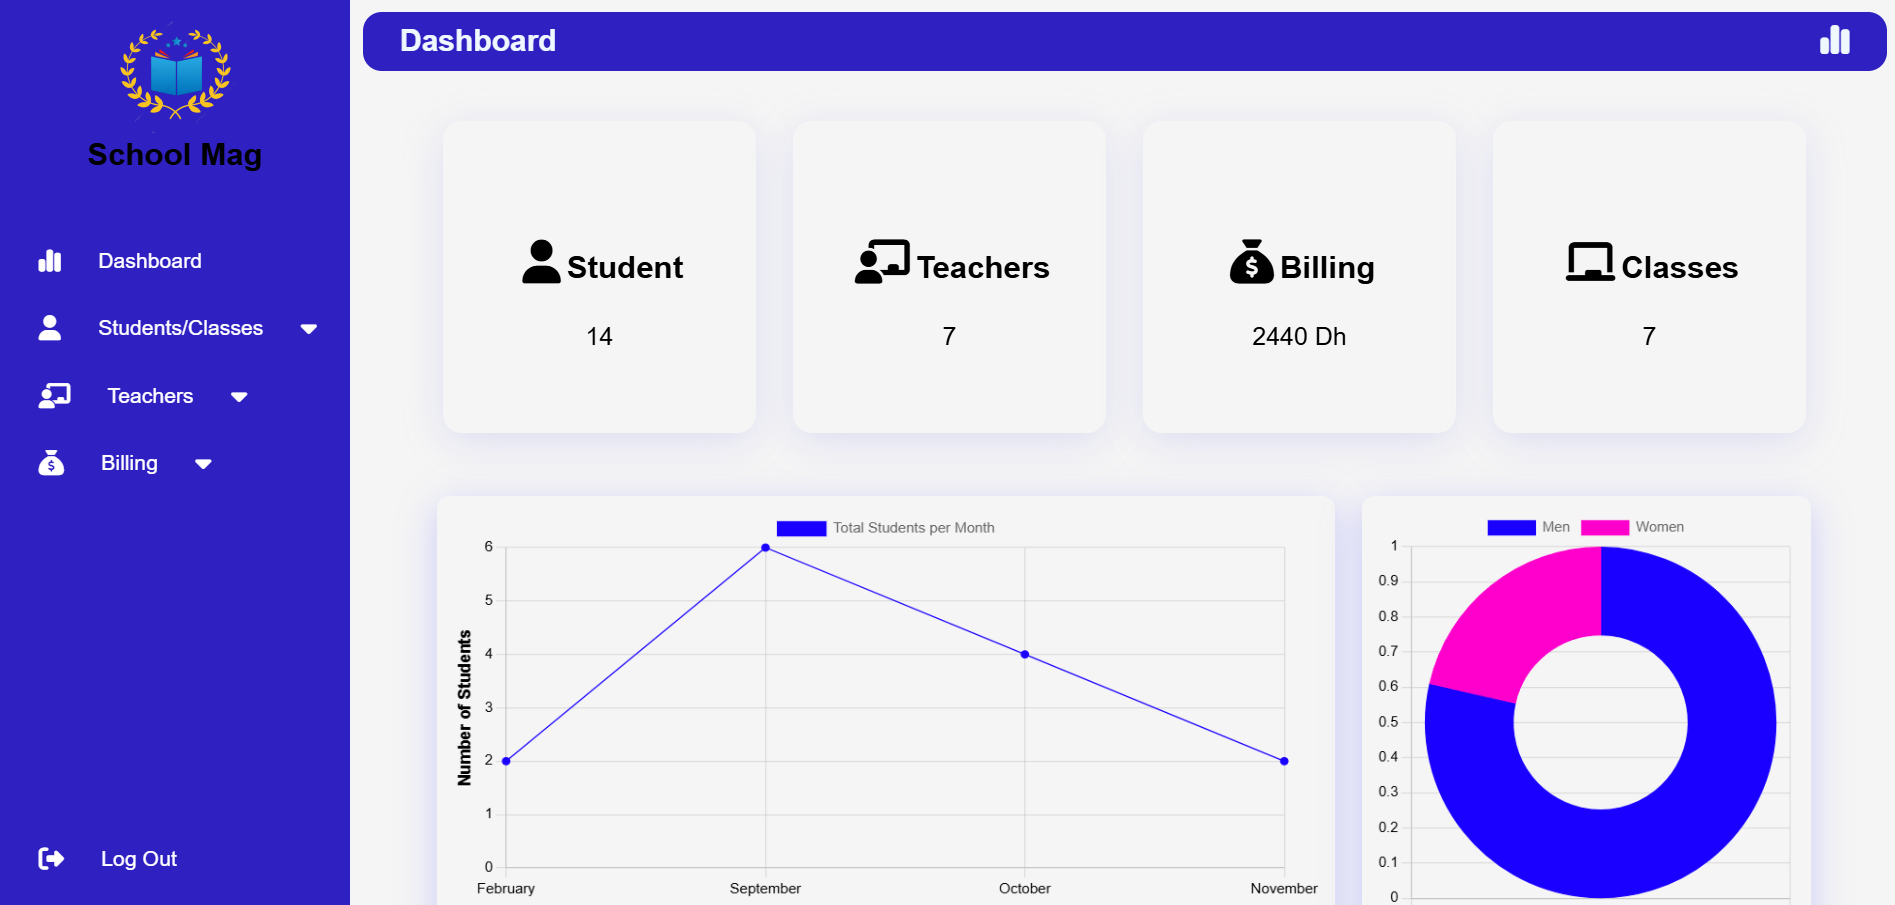 School Mag
Dashboard
Students/Classes
Teachers
Billing
Log Out
Dashboard
Student
14
Teachers
7
Billing
2440 Dh
Classes
7
Total Students per Month
Number of Students
6
5
4
3
2
1
0
February September October November
Men Women
1
0.9
0.8
0.7
0.6
0.5
0.4
0.3
0.2
0.1
0